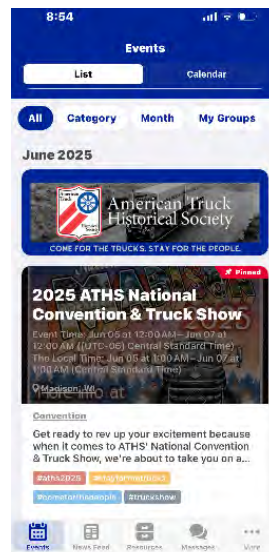 8:54
Events
List
Calendar
All
Category
Month
My Groups
June 2025
American Truck
Historical Society
COME FOR THE TRUCKS. STAY FOR THE PEOPLE.
Pinned
2025 ATHS National
Convention & Truck Show
Event Time: Jun 05 at 12:00 AM–Jun 07 at
12:00 AM ((UTC-06) Central Standard Time)
The Local Time: Jun 05 at 1:00 AM–Jun 07 at
1:00 AM (Central Standard Time)
Madison, WI
More info at
Convention
Get ready to rev up your excitement because
when it comes to ATHS' National Convention
& Truck Show, we're about to take you on a...
#aths2025
#truckshow
Events
News Feed
Resources
Messages
More